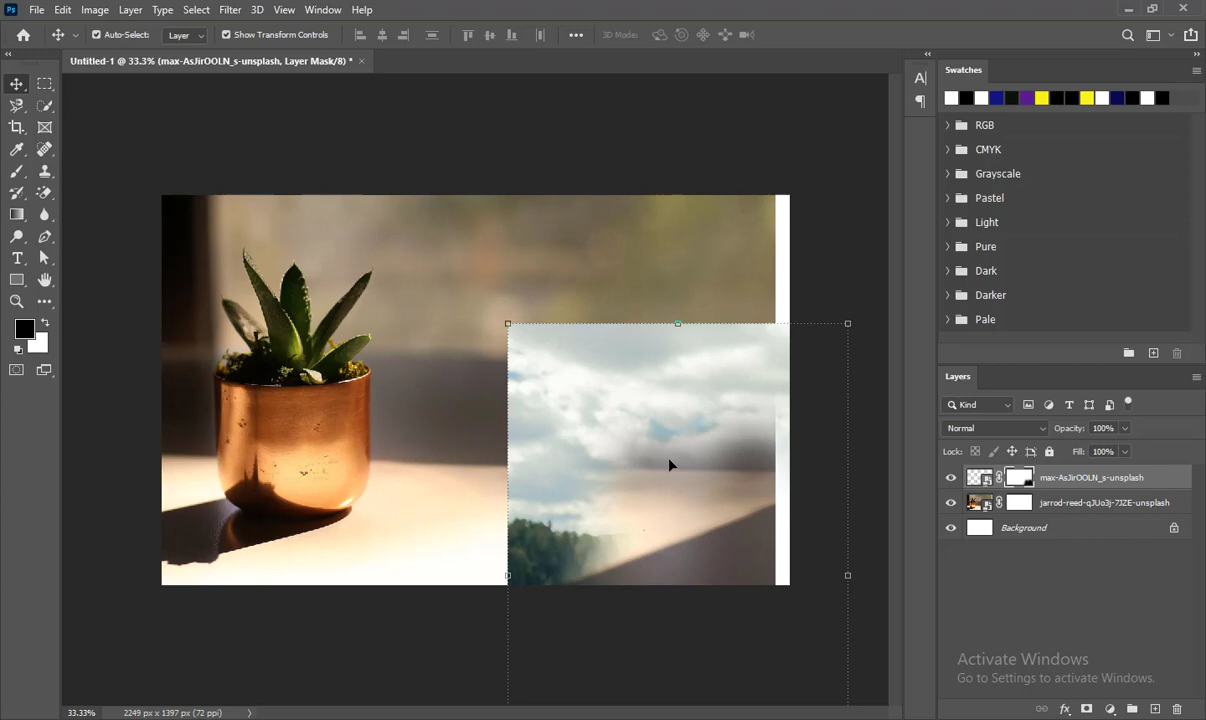 Ps File Edit Image Layer Type Select Filter 3D View Window Help
Auto-Select: Layer Show Transform Controls 3D Mode:
Untitled-1 @ 33.3% (max-AsJirOOLN_s-unsplash, Layer Mask/8) *
Swatches
RGB
CMYK
Grayscale
Pastel
Light
Pure
Dark
Darker
Pale
Layers
Kind
Normal Opacity: 100%
Lock: Fill: 100%
max-AsJirOOLN_s-unsplash
jarrod-reed-qJUo3j-7JZE-unsplash
Background
Activate Windows
Go to Settings to activate Windows.
33.33% 2249 px x 1397 px (72 ppi)